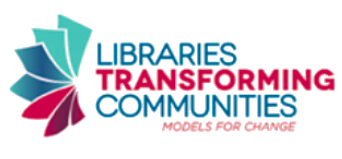 LIBRARIES
TRANSFORMING
COMMUNITIES
MODELS FOR CHANGE